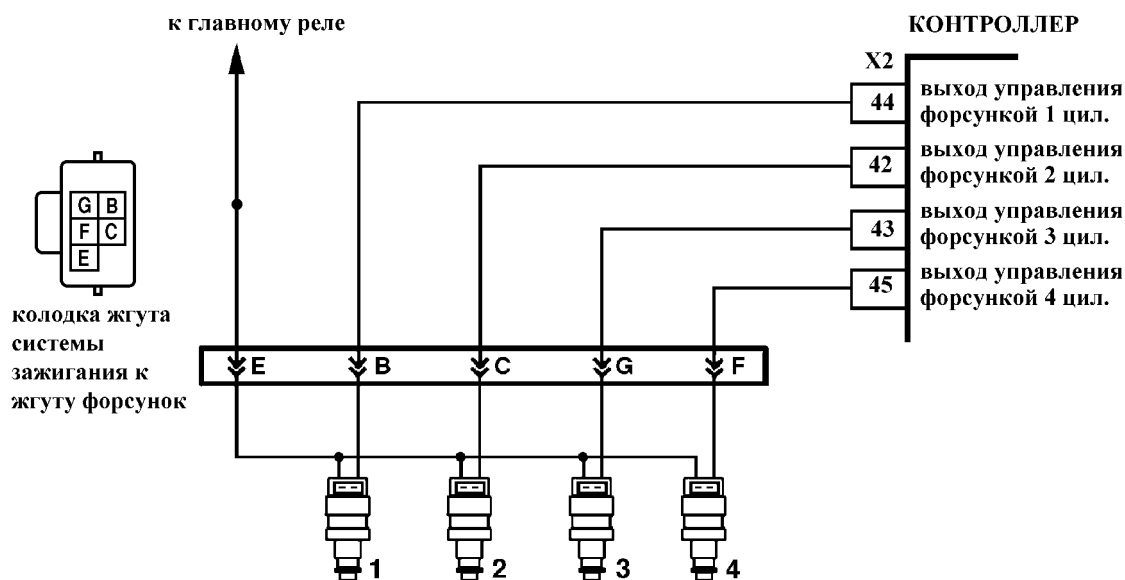 к главному реле
КОНТРОЛЛЕР
X2
44
выход управления
форсункой 1 цил.
42
выход управления
форсункой 2 цил.
43
выход управления
форсункой 3 цил.
45
выход управления
форсункой 4 цил.
G B
F C
E
колодка жгута
системы
зажигания к
жгуту форсунок
E B C G F
1 2 3 4